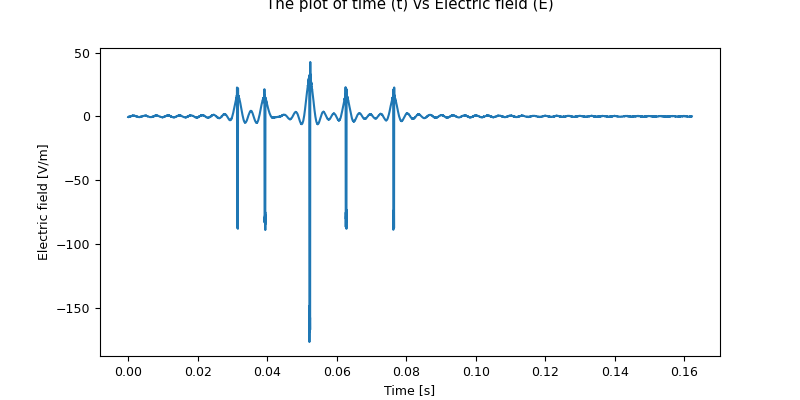 The plot of time (t) vs Electric field (E)
50
0
−50
−100
−150
Electric field [V/m]
0.00 0.02 0.04 0.06 0.08 0.10 0.12 0.14 0.16
Time [s]